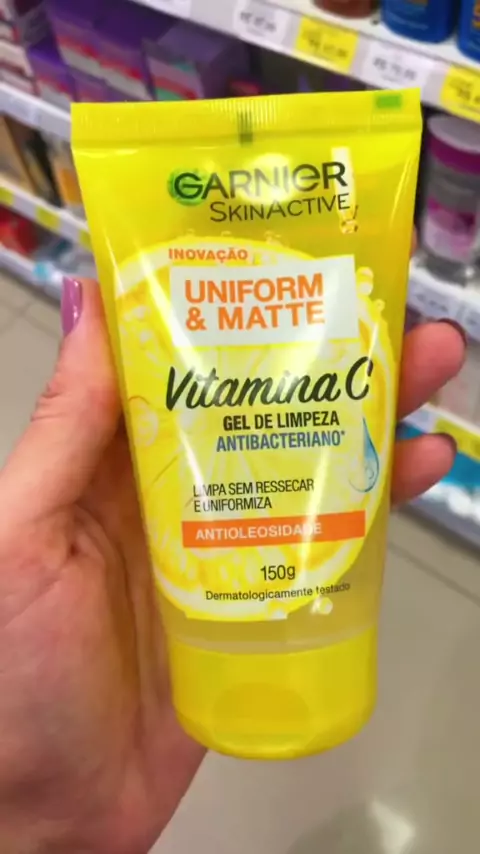 GARNIER
SKINACTIVE
INOVAÇÃO
UNIFORM
& MATTE
Vitamina C
GEL DE LIMPEZA
ANTIBACTERIANO*
LIMPA SEM RESSECAR
E UNIFORMIZA
ANTIOLEOSIDADE
150g
Dermatologicamente testado